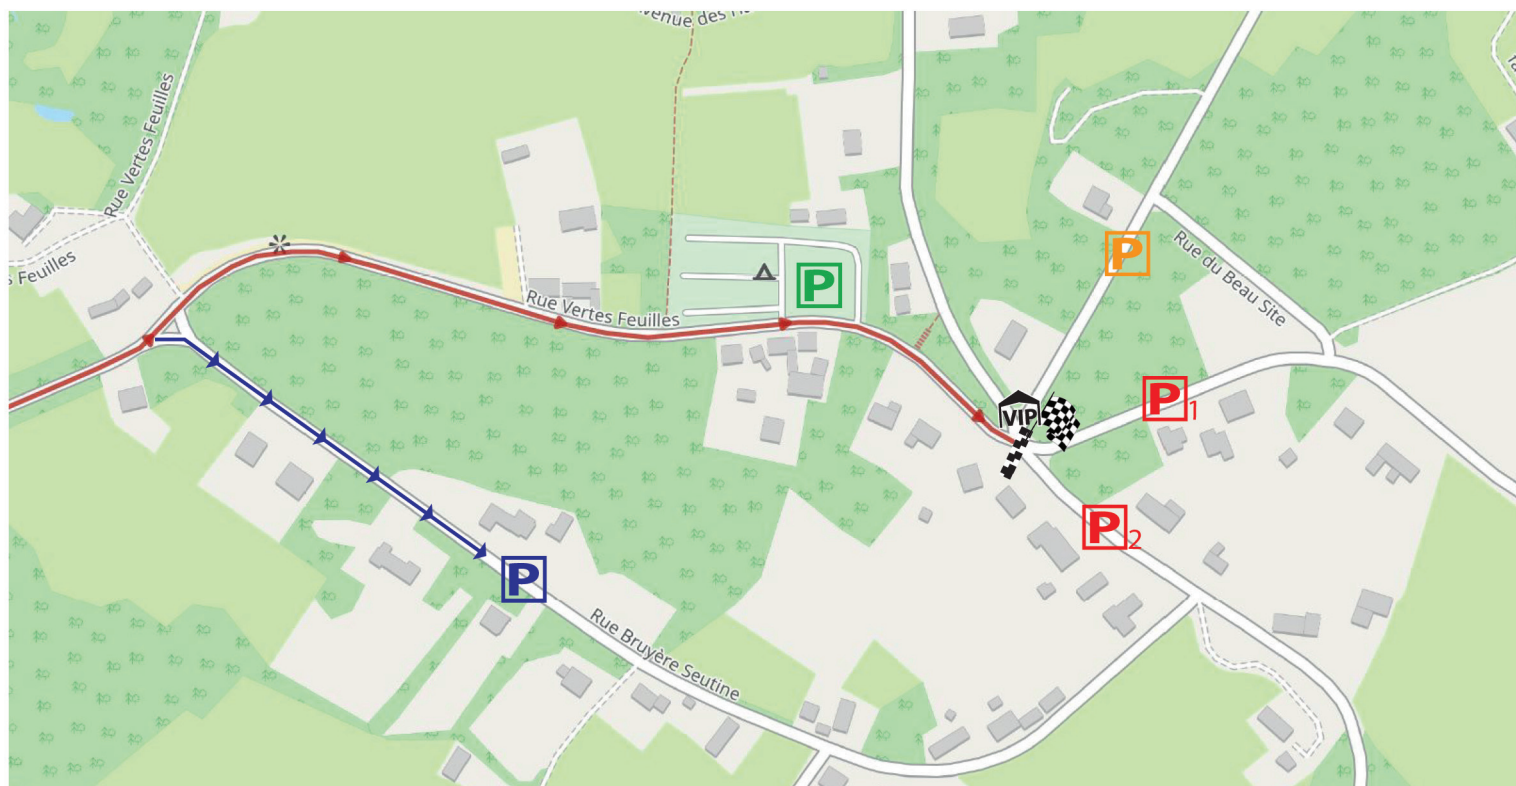 venue des
Rue Vertes Feuilles
s Feuilles
Rue Vertes Feuilles
P
P
Rue du Beau Site
VIP
P1
P2
P
Rue Bruyère Seutine